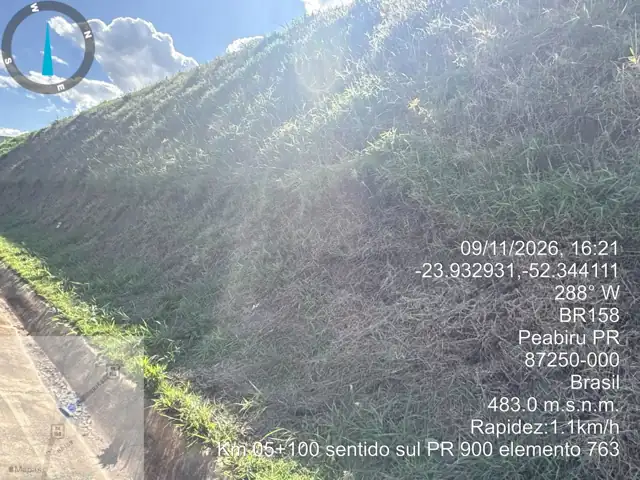 W
N
S
E
09/11/2026, 16:21
-23.932931,-52.344111
288° W
BR158
Peabiru PR
87250-000
Brasil
483.0 m.s.n.m.
Rapidez:1.1km/h
Km 05+100 sentido sul PR 900 elemento 763
Mapas